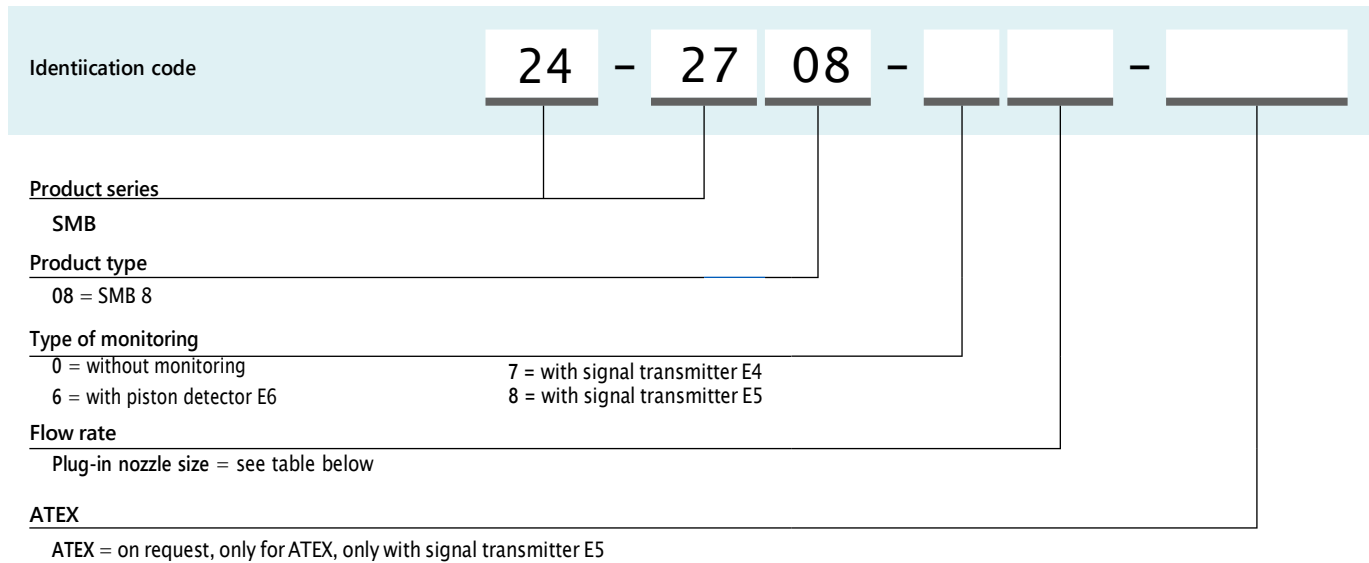 Identiication code 24 – 27 08 – –
Product series
SMB
Product type
08 = SMB 8
Type of monitoring
0 = without monitoring 7 = with signal transmitter E4
6 = with piston detector E6 8 = with signal transmitter E5
Flow rate
Plug-in nozzle size = see table below
ATEX
ATEX = on request, only for ATEX, only with signal transmitter E5